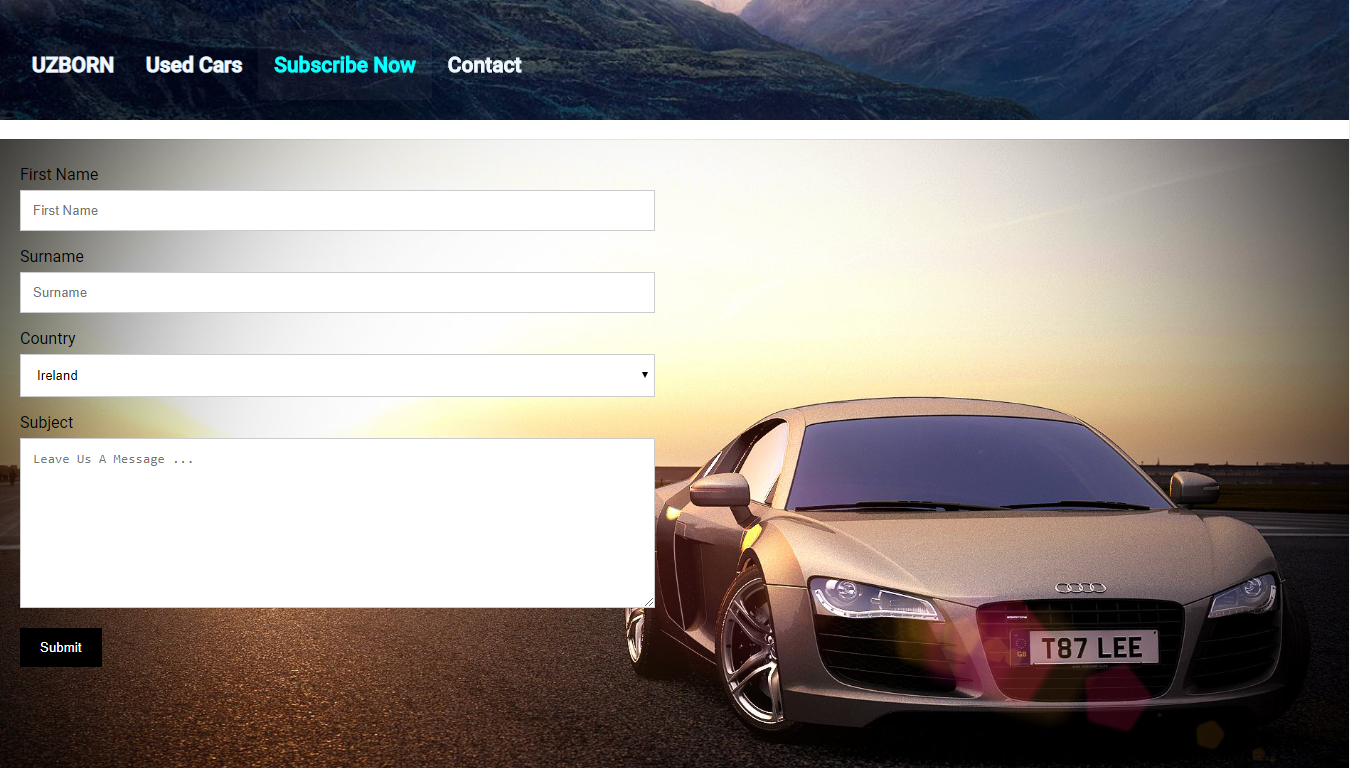 UZBORN Used Cars Subscribe Now Contact
First Name
First Name
Surname
Surname
Country
Ireland
Subject
Leave Us A Message ...
Submit
T87 LEE
GB